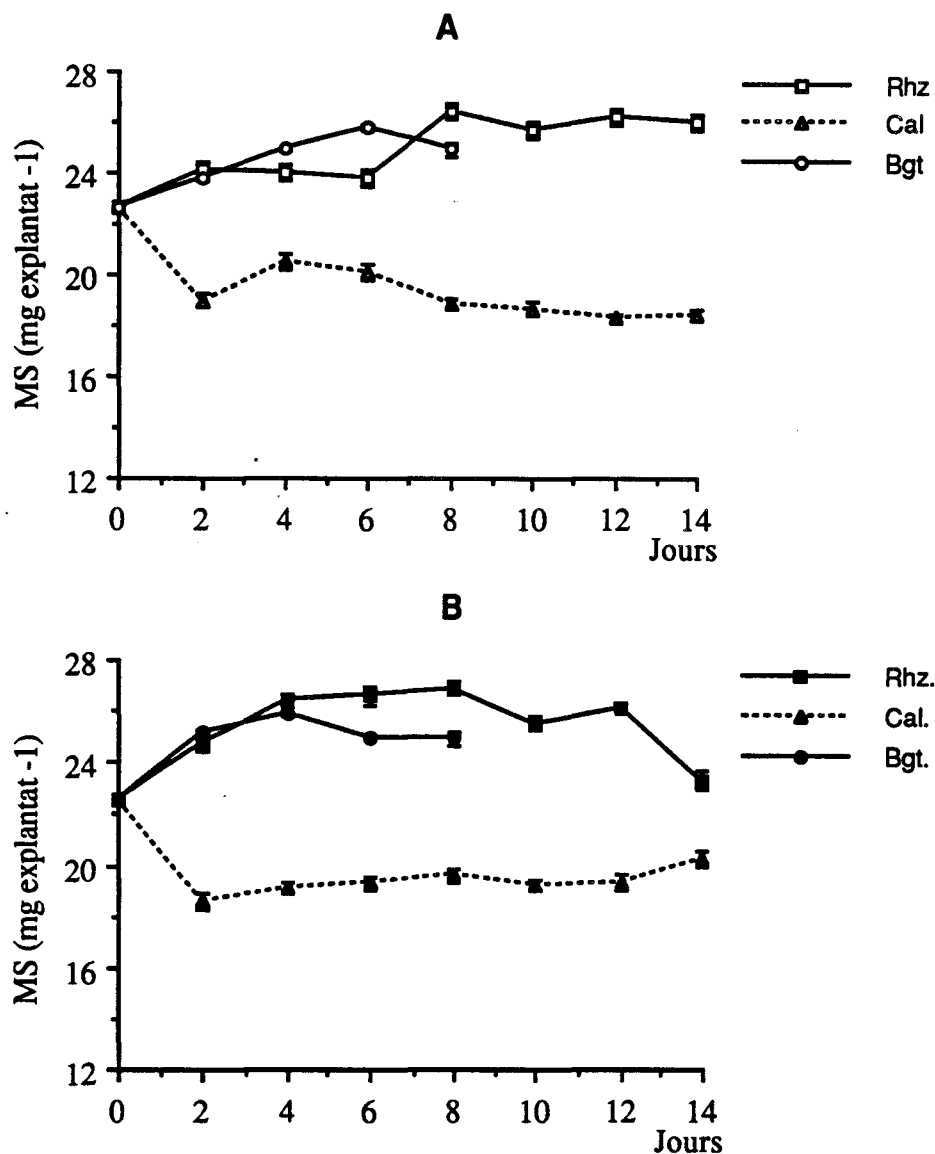 A
MS (mg explantat -1)
28
24
20
16
12
0 2 4 6 8 10 12 14
Jours
Rhz
Cal
Bgt
B
MS (mg explantat -1)
28
24
20
16
12
0 2 4 6 8 10 12 14
Jours
Rhz.
Cal.
Bgt.